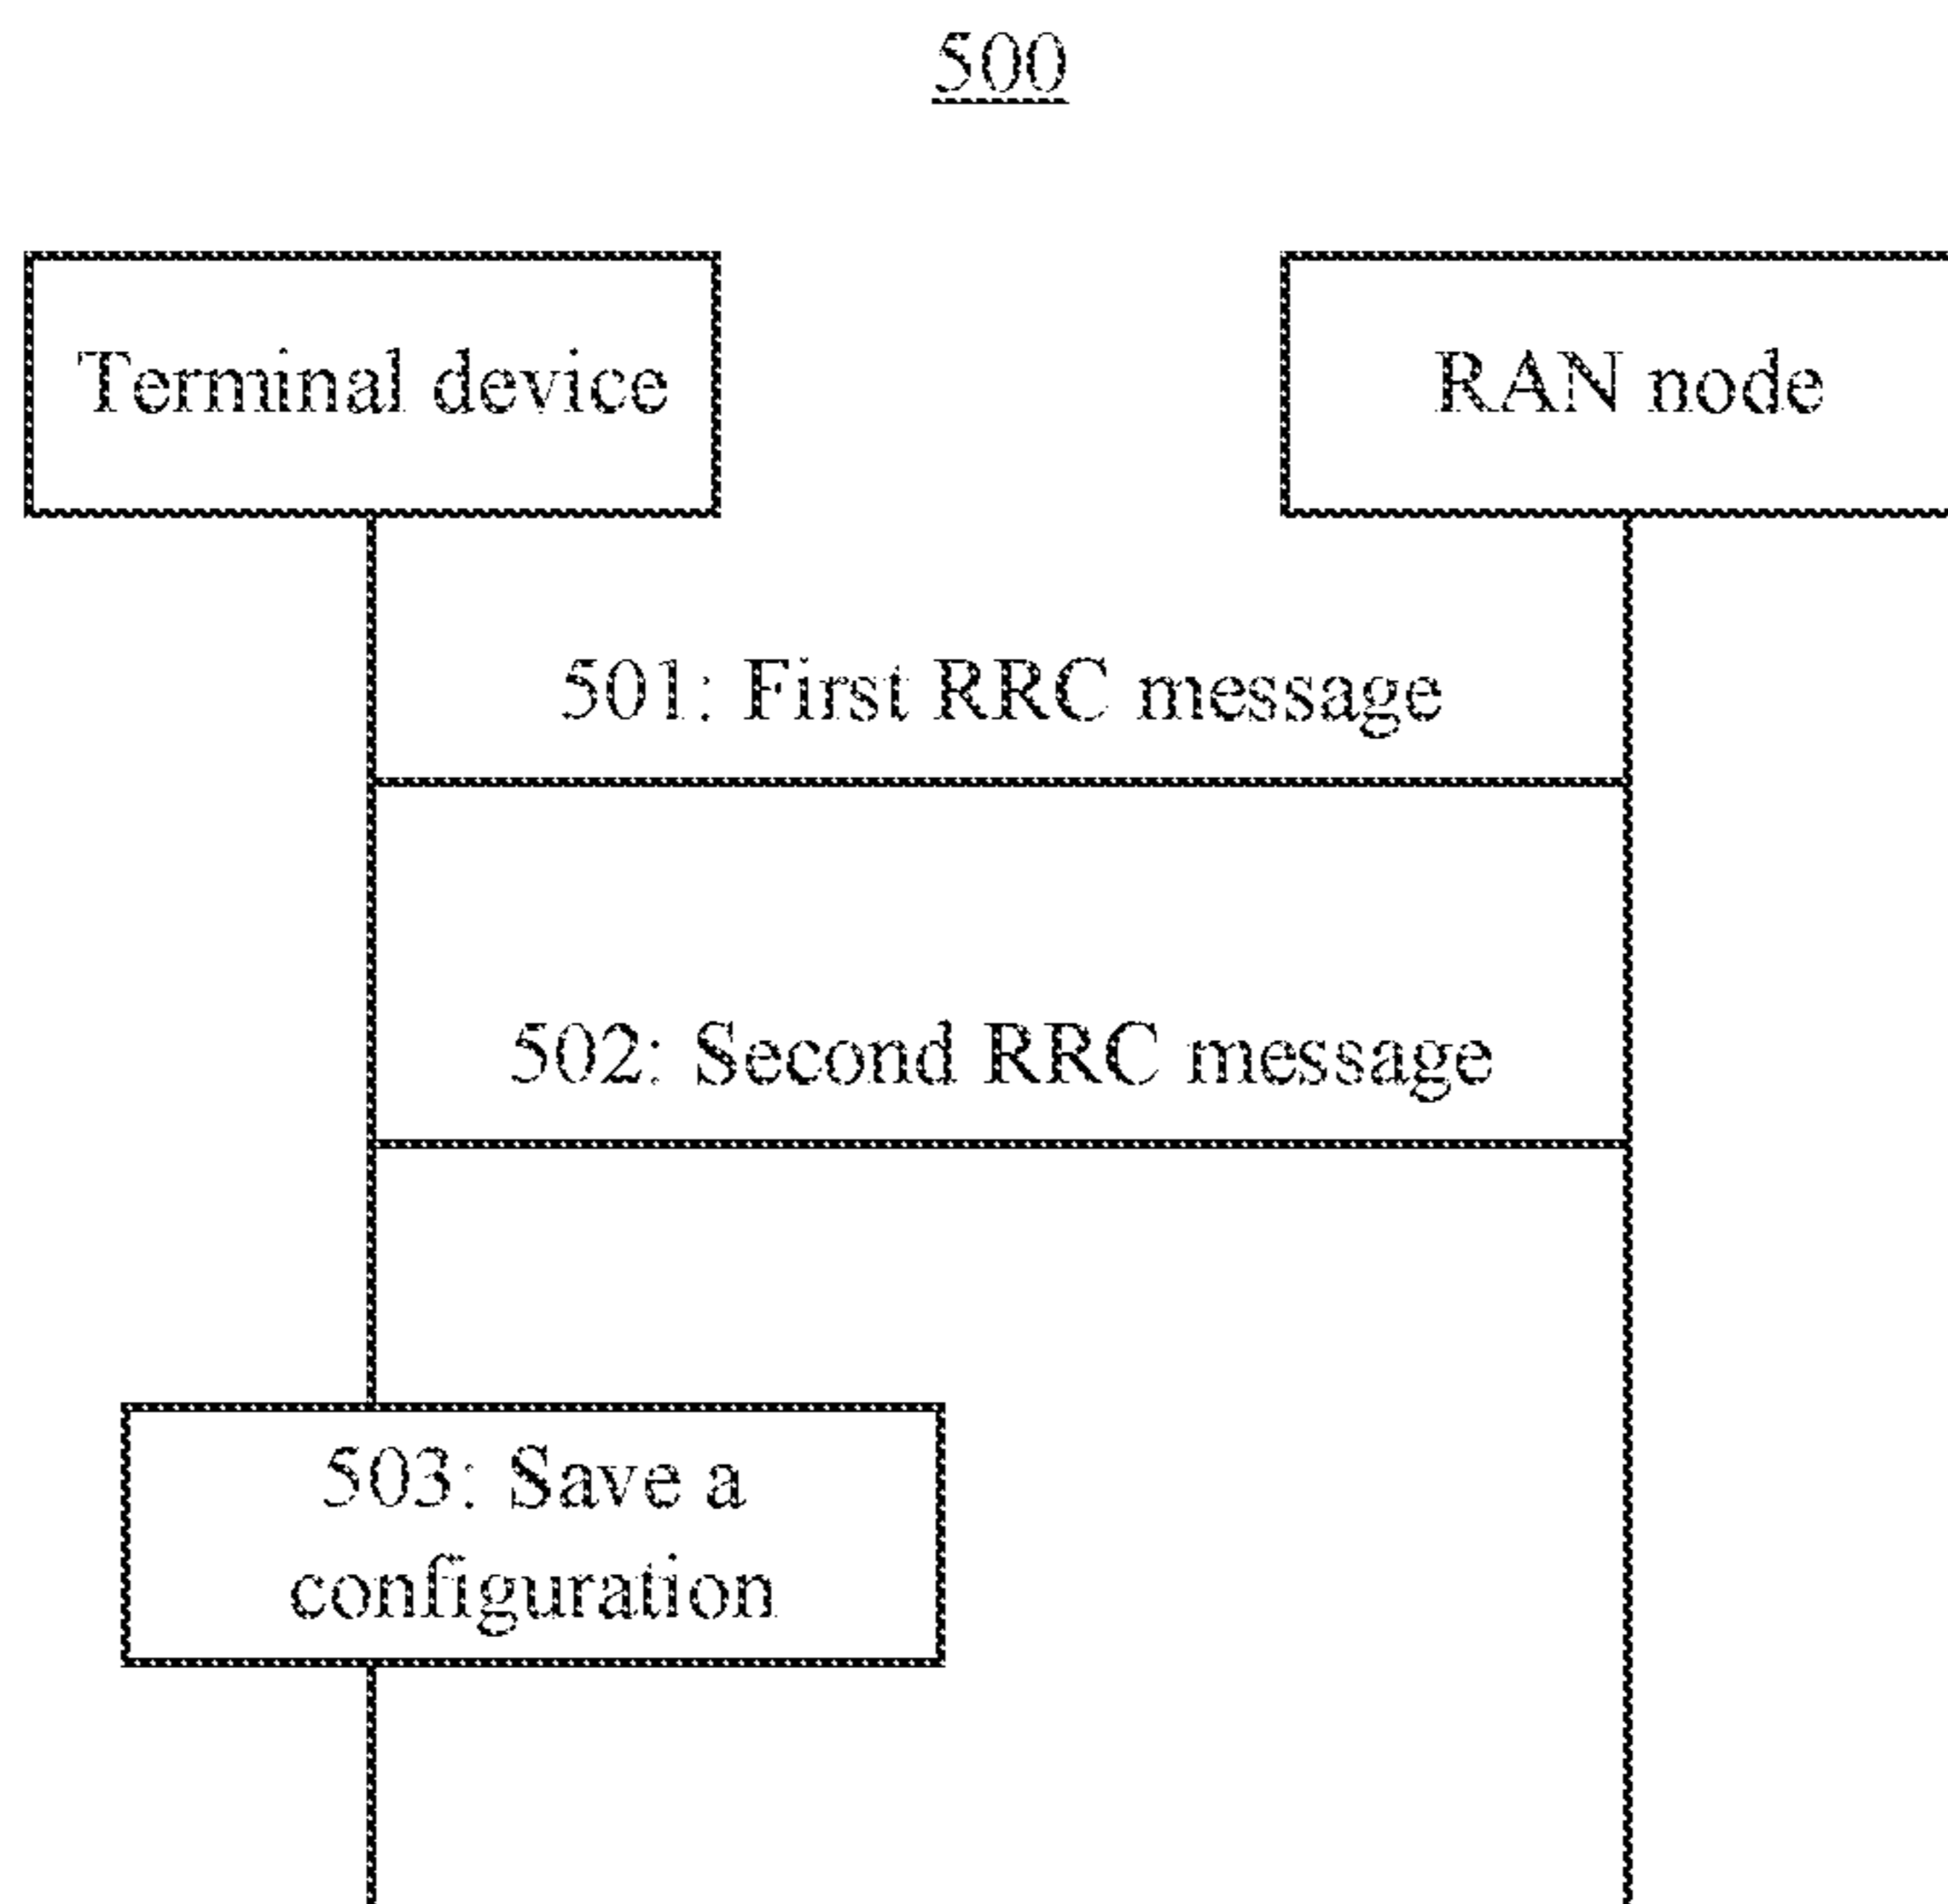 500
Terminal device
RAN node
501: First RRC message
502: Second RRC message
503: Save a
configuration